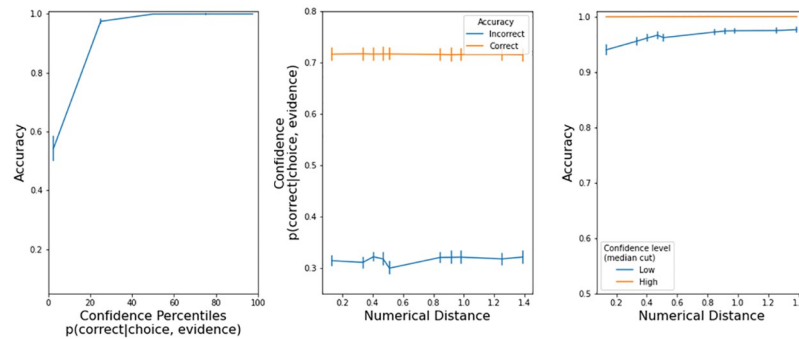 1.0
0.8
0.6
0.4
0.2
Accuracy
0 20 40 60 80 100
Confidence Percentiles
p(correct|choice, evidence)
0.8
0.7
0.6
0.5
0.4
0.3
Confidence
p(correct|choice, evidence)
Accuracy
Incorrect
Correct
0.2 0.4 0.6 0.8 1.0 1.2 1.4
Numerical Distance
1.0
0.9
0.8
0.7
0.6
0.5
Accuracy
Confidence level
(median cut)
Low
High
0.2 0.4 0.6 0.8 1.0 1.2
Numerical Distance